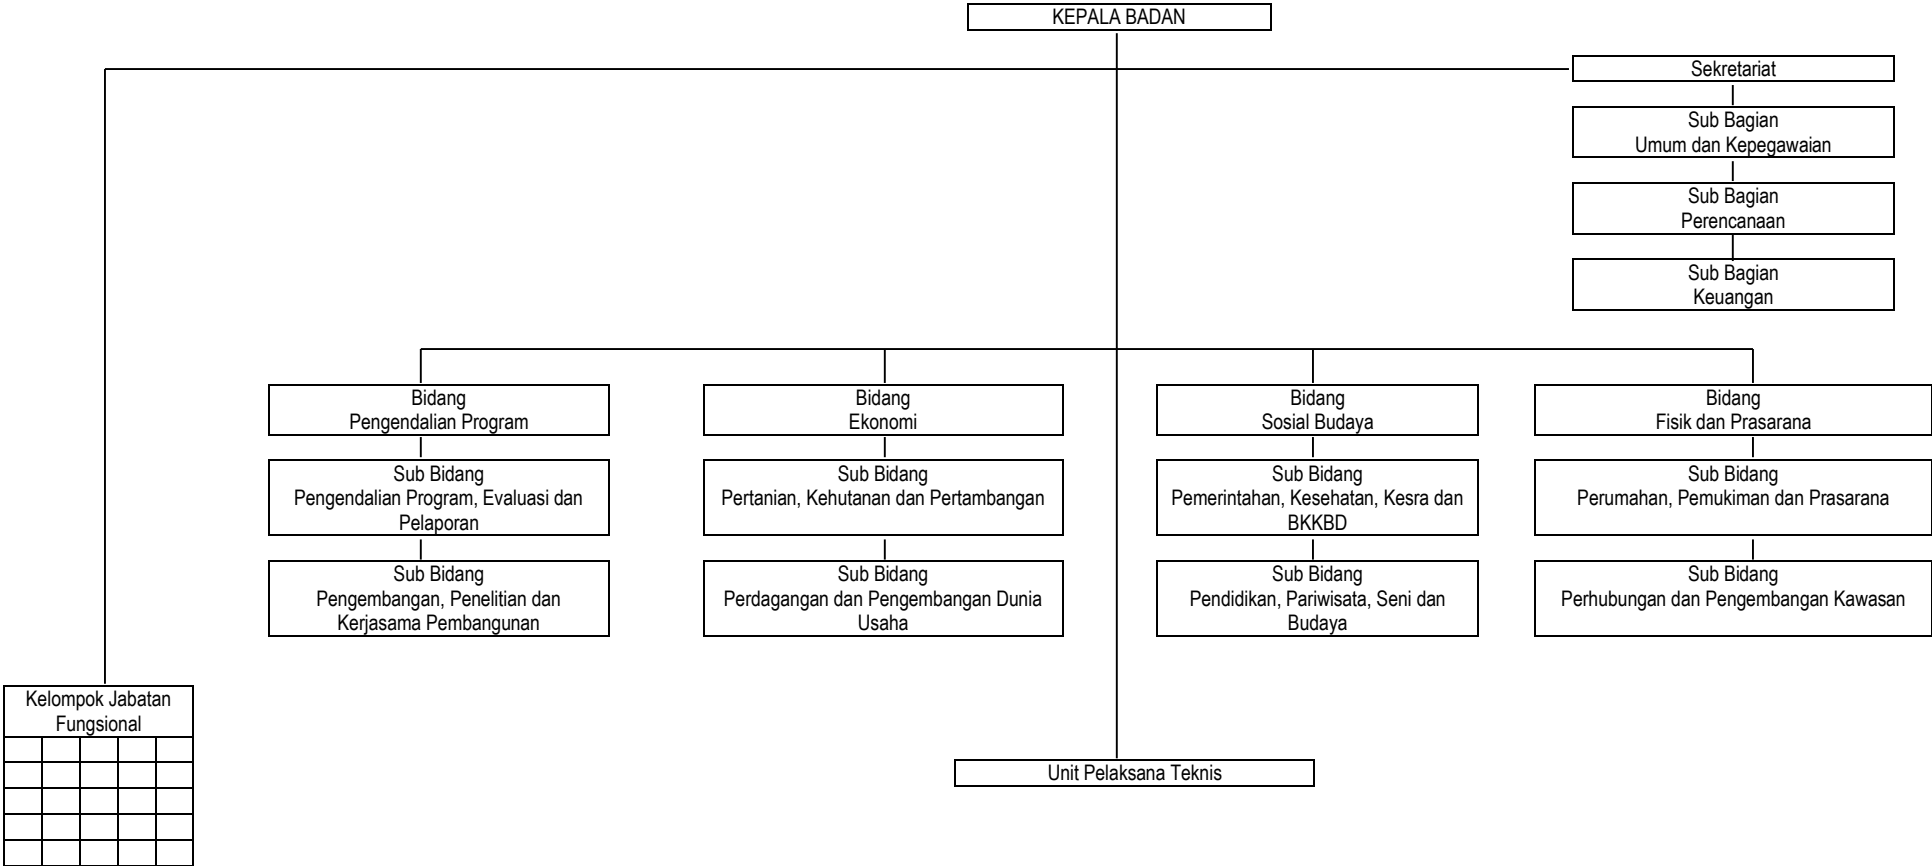 KEPALA BADAN
Sekretariat
Sub Bagian
Umum dan Kepegawaian
Sub Bagian
Perencanaan
Sub Bagian
Keuangan
Bidang
Pengendalian Program
Sub Bidang
Pengendalian Program, Evaluasi dan
Pelaporan
Sub Bidang
Pengembangan, Penelitian dan
Kerjasama Pembangunan
Bidang
Ekonomi
Sub Bidang
Pertanian, Kehutanan dan Pertambangan
Sub Bidang
Perdagangan dan Pengembangan Dunia
Usaha
Bidang
Sosial Budaya
Sub Bidang
Pemerintahan, Kesehatan, Kesra dan
BKKBD
Sub Bidang
Pendidikan, Pariwisata, Seni dan
Budaya
Bidang
Fisik dan Prasarana
Sub Bidang
Perumahan, Pemukiman dan Prasarana
Sub Bidang
Perhubungan dan Pengembangan Kawasan
Kelompok Jabatan
Fungsional
Unit Pelaksana Teknis